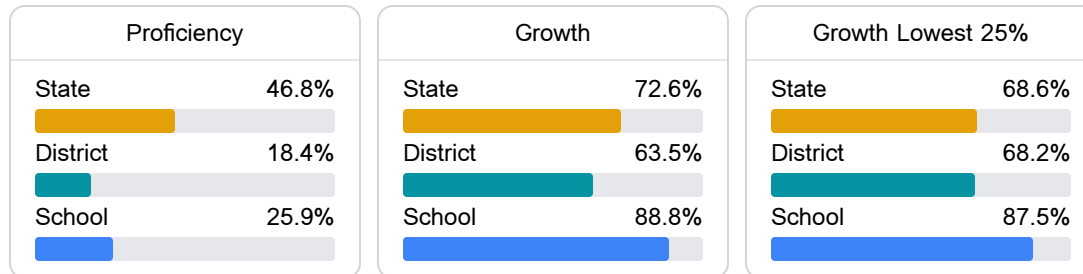 Proficiency
State 46.8%
District 18.4%
School 25.9%
Growth
State 72.6%
District 63.5%
School 88.8%
Growth Lowest 25%
State 68.6%
District 68.2%
School 87.5%